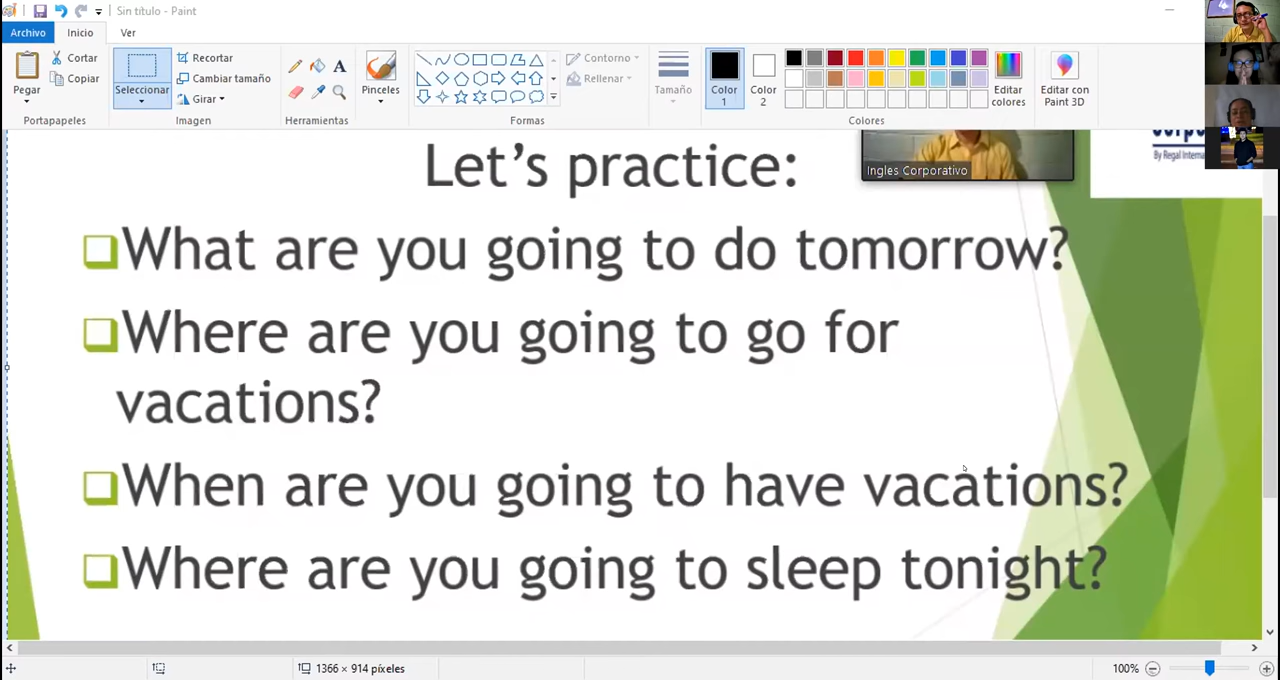 Sin título - Paint
Archivo Inicio Ver
Pegar
Cortar
Copiar
Portapapeles
Seleccionar
Recortar
Cambiar tamaño
Girar
Imagen
A
Herramientas
Pinceles
Contorno
Rellenar
Formas
Tamaño
Color
1
Color
2
Editar
colores
Editar con
Paint 3D
Colores
Let's practice:
Ingles Corporativo
What are you going to do tomorrow?
Where are you going to go for
vacations?
When are you going to have vacations?
Where are you going to sleep tonight?
1366 × 914 píxeles
100%